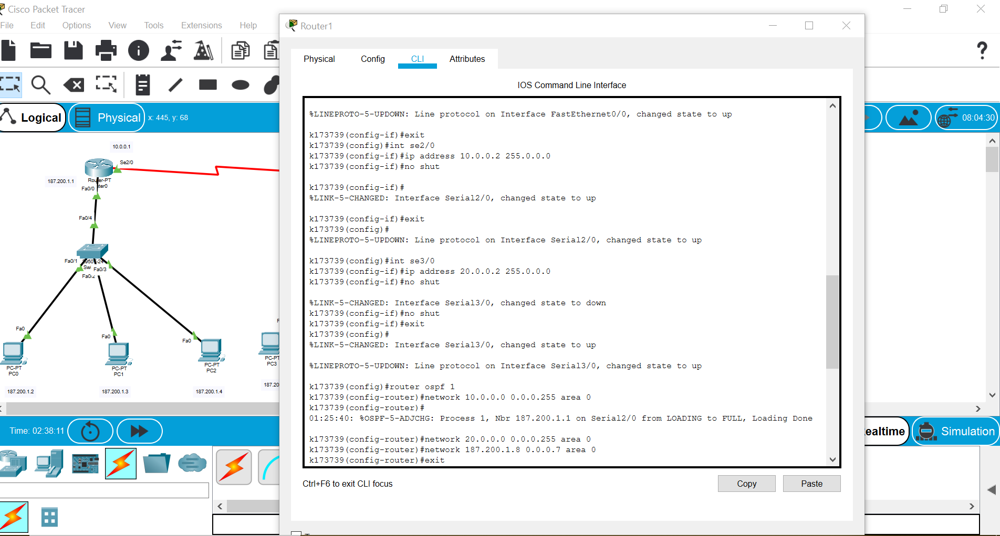 Cisco Packet Tracer
File Edit Options View Tools Extensions Help
Logical
Physical
x: 445, y: 68
10.0.0.1
Se2/0
187.200.1.1
Router-PT
Fa0/0
Fa0/4
Fa0/1
Fa0/3
Fa0/2
Fa0
Fa0
Fa0
PC-PT
PC0
PC-PT
PC1
PC-PT
PC2
PC-PT
PC3
187.200.1.2
187.200.1.3
187.200.1.4
187.20
Time: 02:38:11
Router1
Physical Config CLI Attributes
IOS Command Line Interface
%LINEPROTO-5-UPDOWN: Line protocol on Interface FastEthernet0/0, changed state to up
k173739(config-if)#exit
k173739(config)#int se2/0
k173739(config-if)#ip address 10.0.0.2 255.0.0.0
k173739(config-if)#no shut
k173739(config-if)#
%LINK-5-CHANGED: Interface Serial2/0, changed state to up
k173739(config-if)#exit
k173739(config)#
%LINEPROTO-5-UPDOWN: Line protocol on Interface Serial2/0, changed state to up
k173739(config)#int se3/0
k173739(config-if)#ip address 20.0.0.2 255.0.0.0
k173739(config-if)#no shut
%LINK-5-CHANGED: Interface Serial3/0, changed state to down
k173739(config-if)#no shut
k173739(config-if)#exit
k173739(config)#
%LINK-5-CHANGED: Interface Serial3/0, changed state to up
%LINEPROTO-5-UPDOWN: Line protocol on Interface Serial3/0, changed state to up
k173739(config)#router ospf 1
k173739(config-router)#network 10.0.0.0 0.0.0.255 area 0
k173739(config-router)#
01:25:40: %OSPF-5-ADJCHG: Process 1, Nbr 187.200.1.1 on Serial2/0 from LOADING to FULL, Loading Done
k173739(config-router)#network 20.0.0.0 0.0.0.255 area 0
k173739(config-router)#network 187.200.1.8 0.0.0.7 area 0
k173739(config-router)#exit
Ctrl+F6 to exit CLI focus
Copy
Paste
08:04:30
ealtime
Simulation